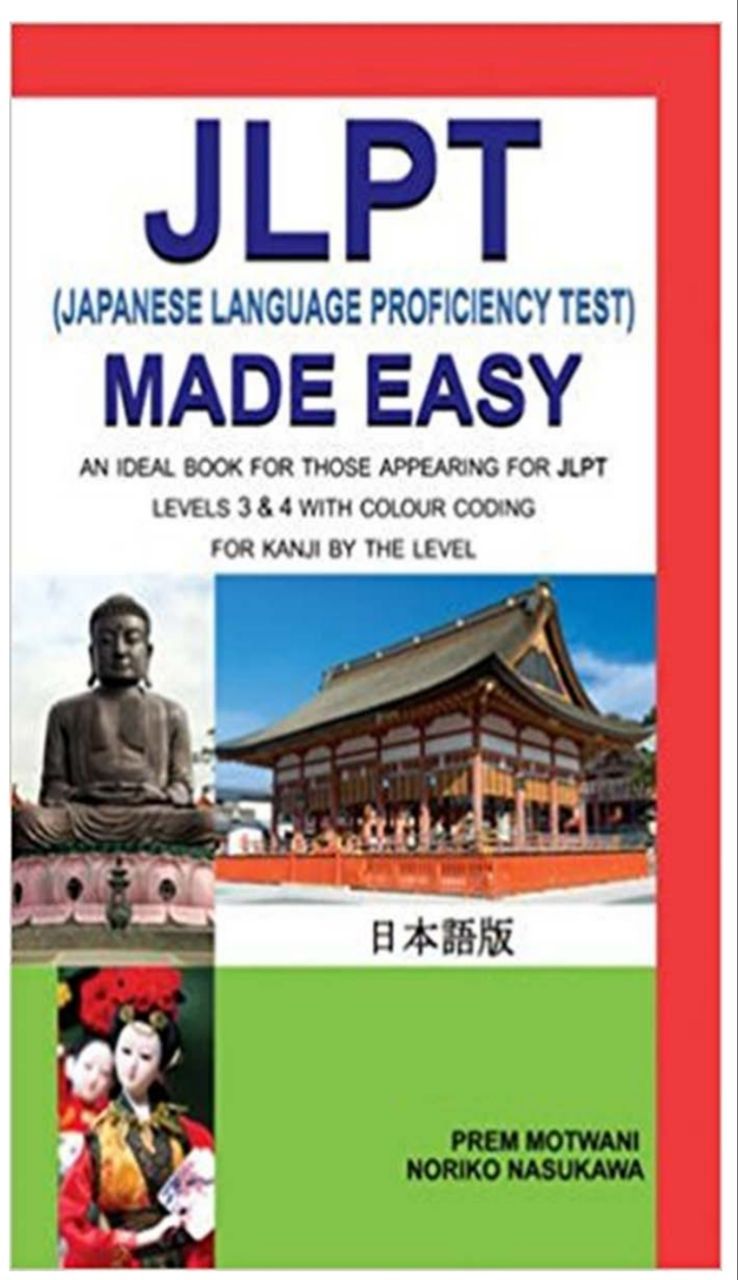 JLPT
(JAPANESE LANGUAGE PROFICIENCY TEST)
MADE EASY
AN IDEAL BOOK FOR THOSE APPEARING FOR JLPT
LEVELS 3 & 4 WITH COLOUR CODING
FOR KANJI BY THE LEVEL
日本語版
PREM MOTWANI
NORIKO NASUKAWA